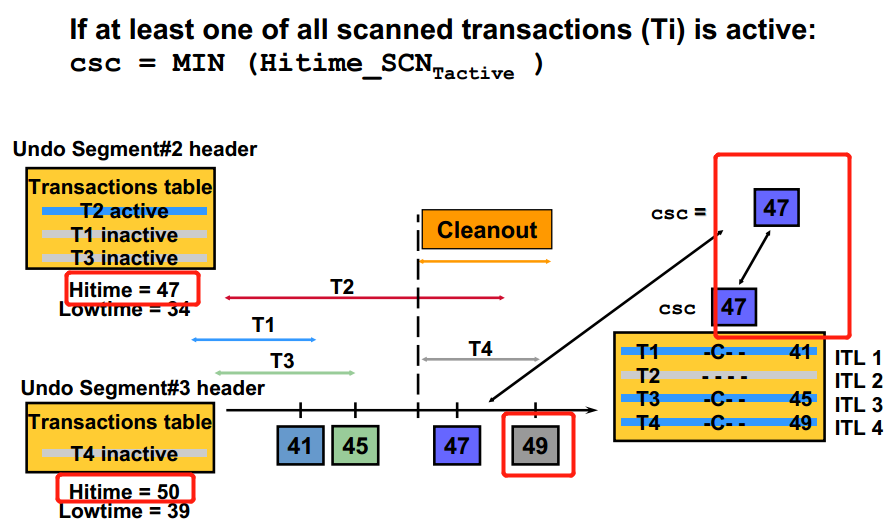 If at least one of all scanned transactions (Ti) is active:
csc = MIN (Hitime_SCN Tactive )
Undo Segment#2 header
Transactions table
T2 active
T1 inactive
T3 inactive
Hitime = 47
Lowtime = 34
Cleanout
T2
T1
T3
T4
csc = 47
csc 47
T1 -C-- 41 ITL 1
T2 ---- ITL 2
T3 -C-- 45 ITL 3
T4 -C-- 49 ITL 4
Undo Segment#3 header
Transactions table
T4 inactive
Hitime = 50
Lowtime = 39
41 45 47 49